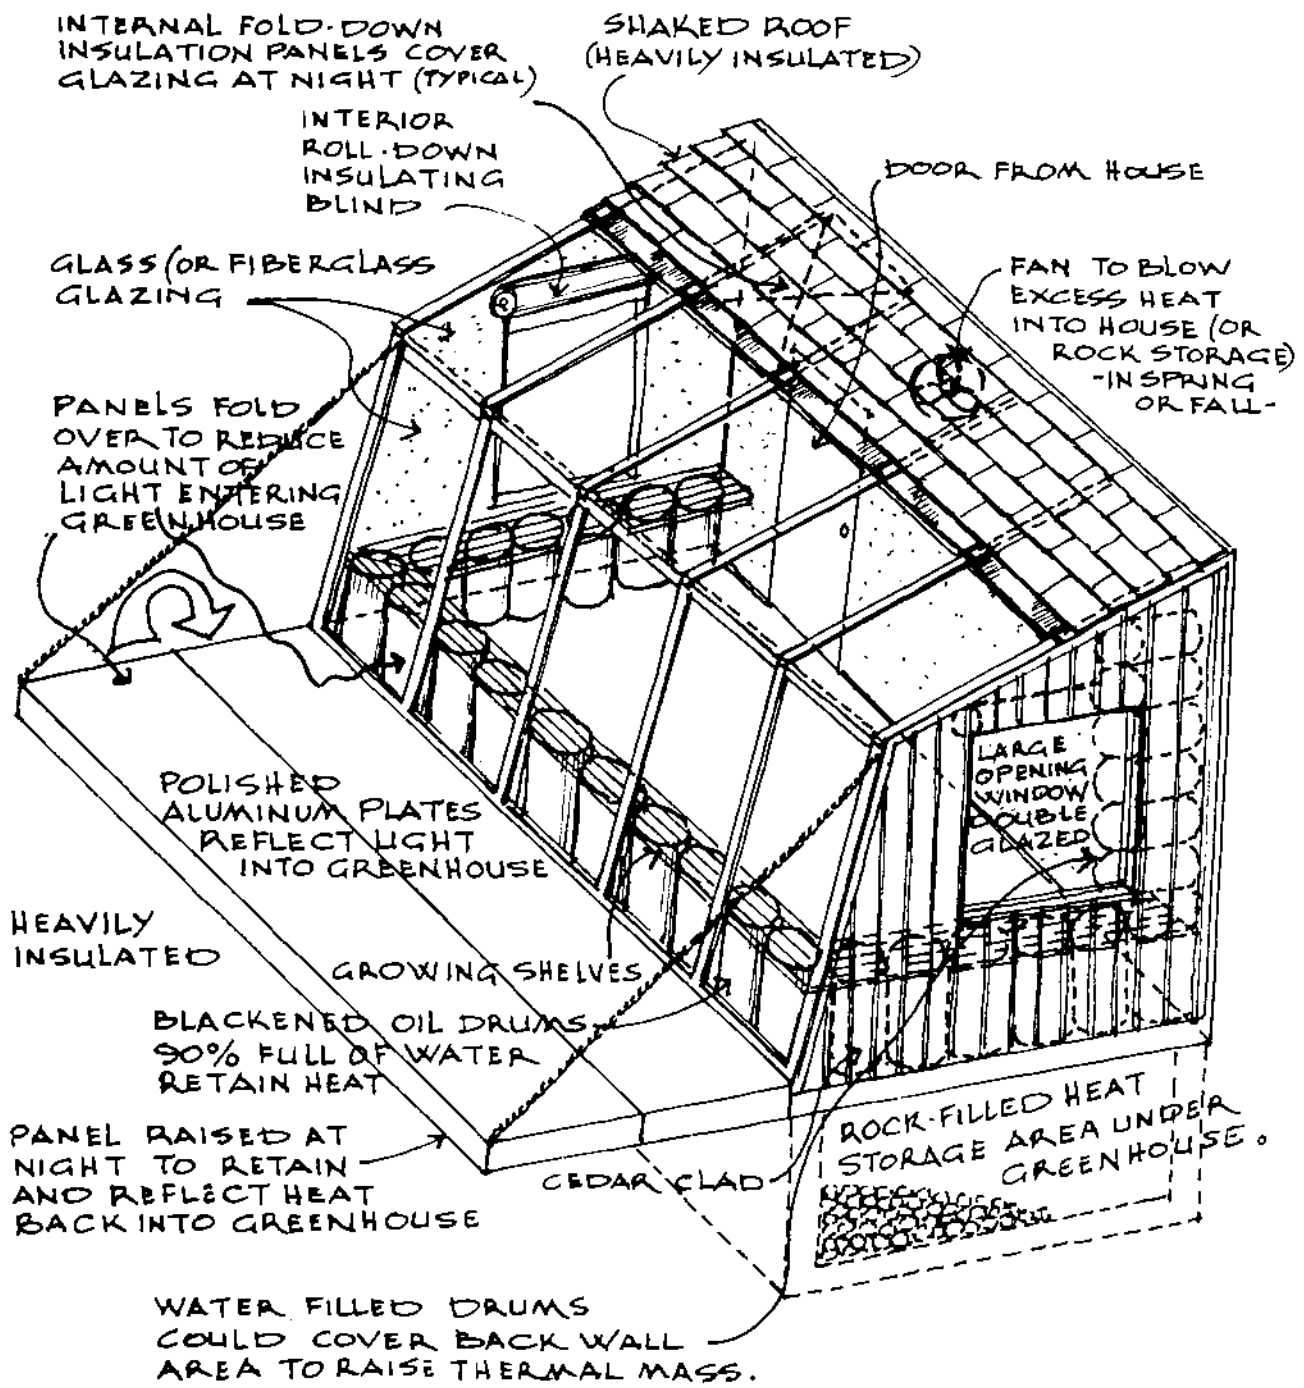 INTERNAL FOLD-DOWN
INSULATION PANELS COVER
GLAZING AT NIGHT (TYPICAL)
SHAKED ROOF
(HEAVILY INSULATED)
INTERIOR
ROLL-DOWN
INSULATING
BLIND
DOOR FROM HOUSE
GLASS (OR FIBERGLASS
GLAZING
FAN TO BLOW
EXCESS HEAT
INTO HOUSE (OR
ROCK STORAGE)
-IN SPRING
OR FALL-
PANELS FOLD
OVER TO REDUCE
AMOUNT OF
LIGHT ENTERING
GREENHOUSE
LARGE
OPENING
WINDOW
DOUBLE
GLAZED
POLISHED
ALUMINUM PLATES
REFLECT LIGHT
INTO GREENHOUSE
HEAVILY
INSULATED
GROWING SHELVES
BLACKENED OIL DRUMS
90% FULL OF WATER
RETAIN HEAT
PANEL RAISED AT
NIGHT TO RETAIN
AND REFLECT HEAT
BACK INTO GREENHOUSE
CEDAR CLAD
ROCK-FILLED HEAT
STORAGE AREA UNDER
GREENHOUSE.
WATER FILLED DRUMS
COULD COVER BACK WALL
AREA TO RAISE THERMAL MASS.